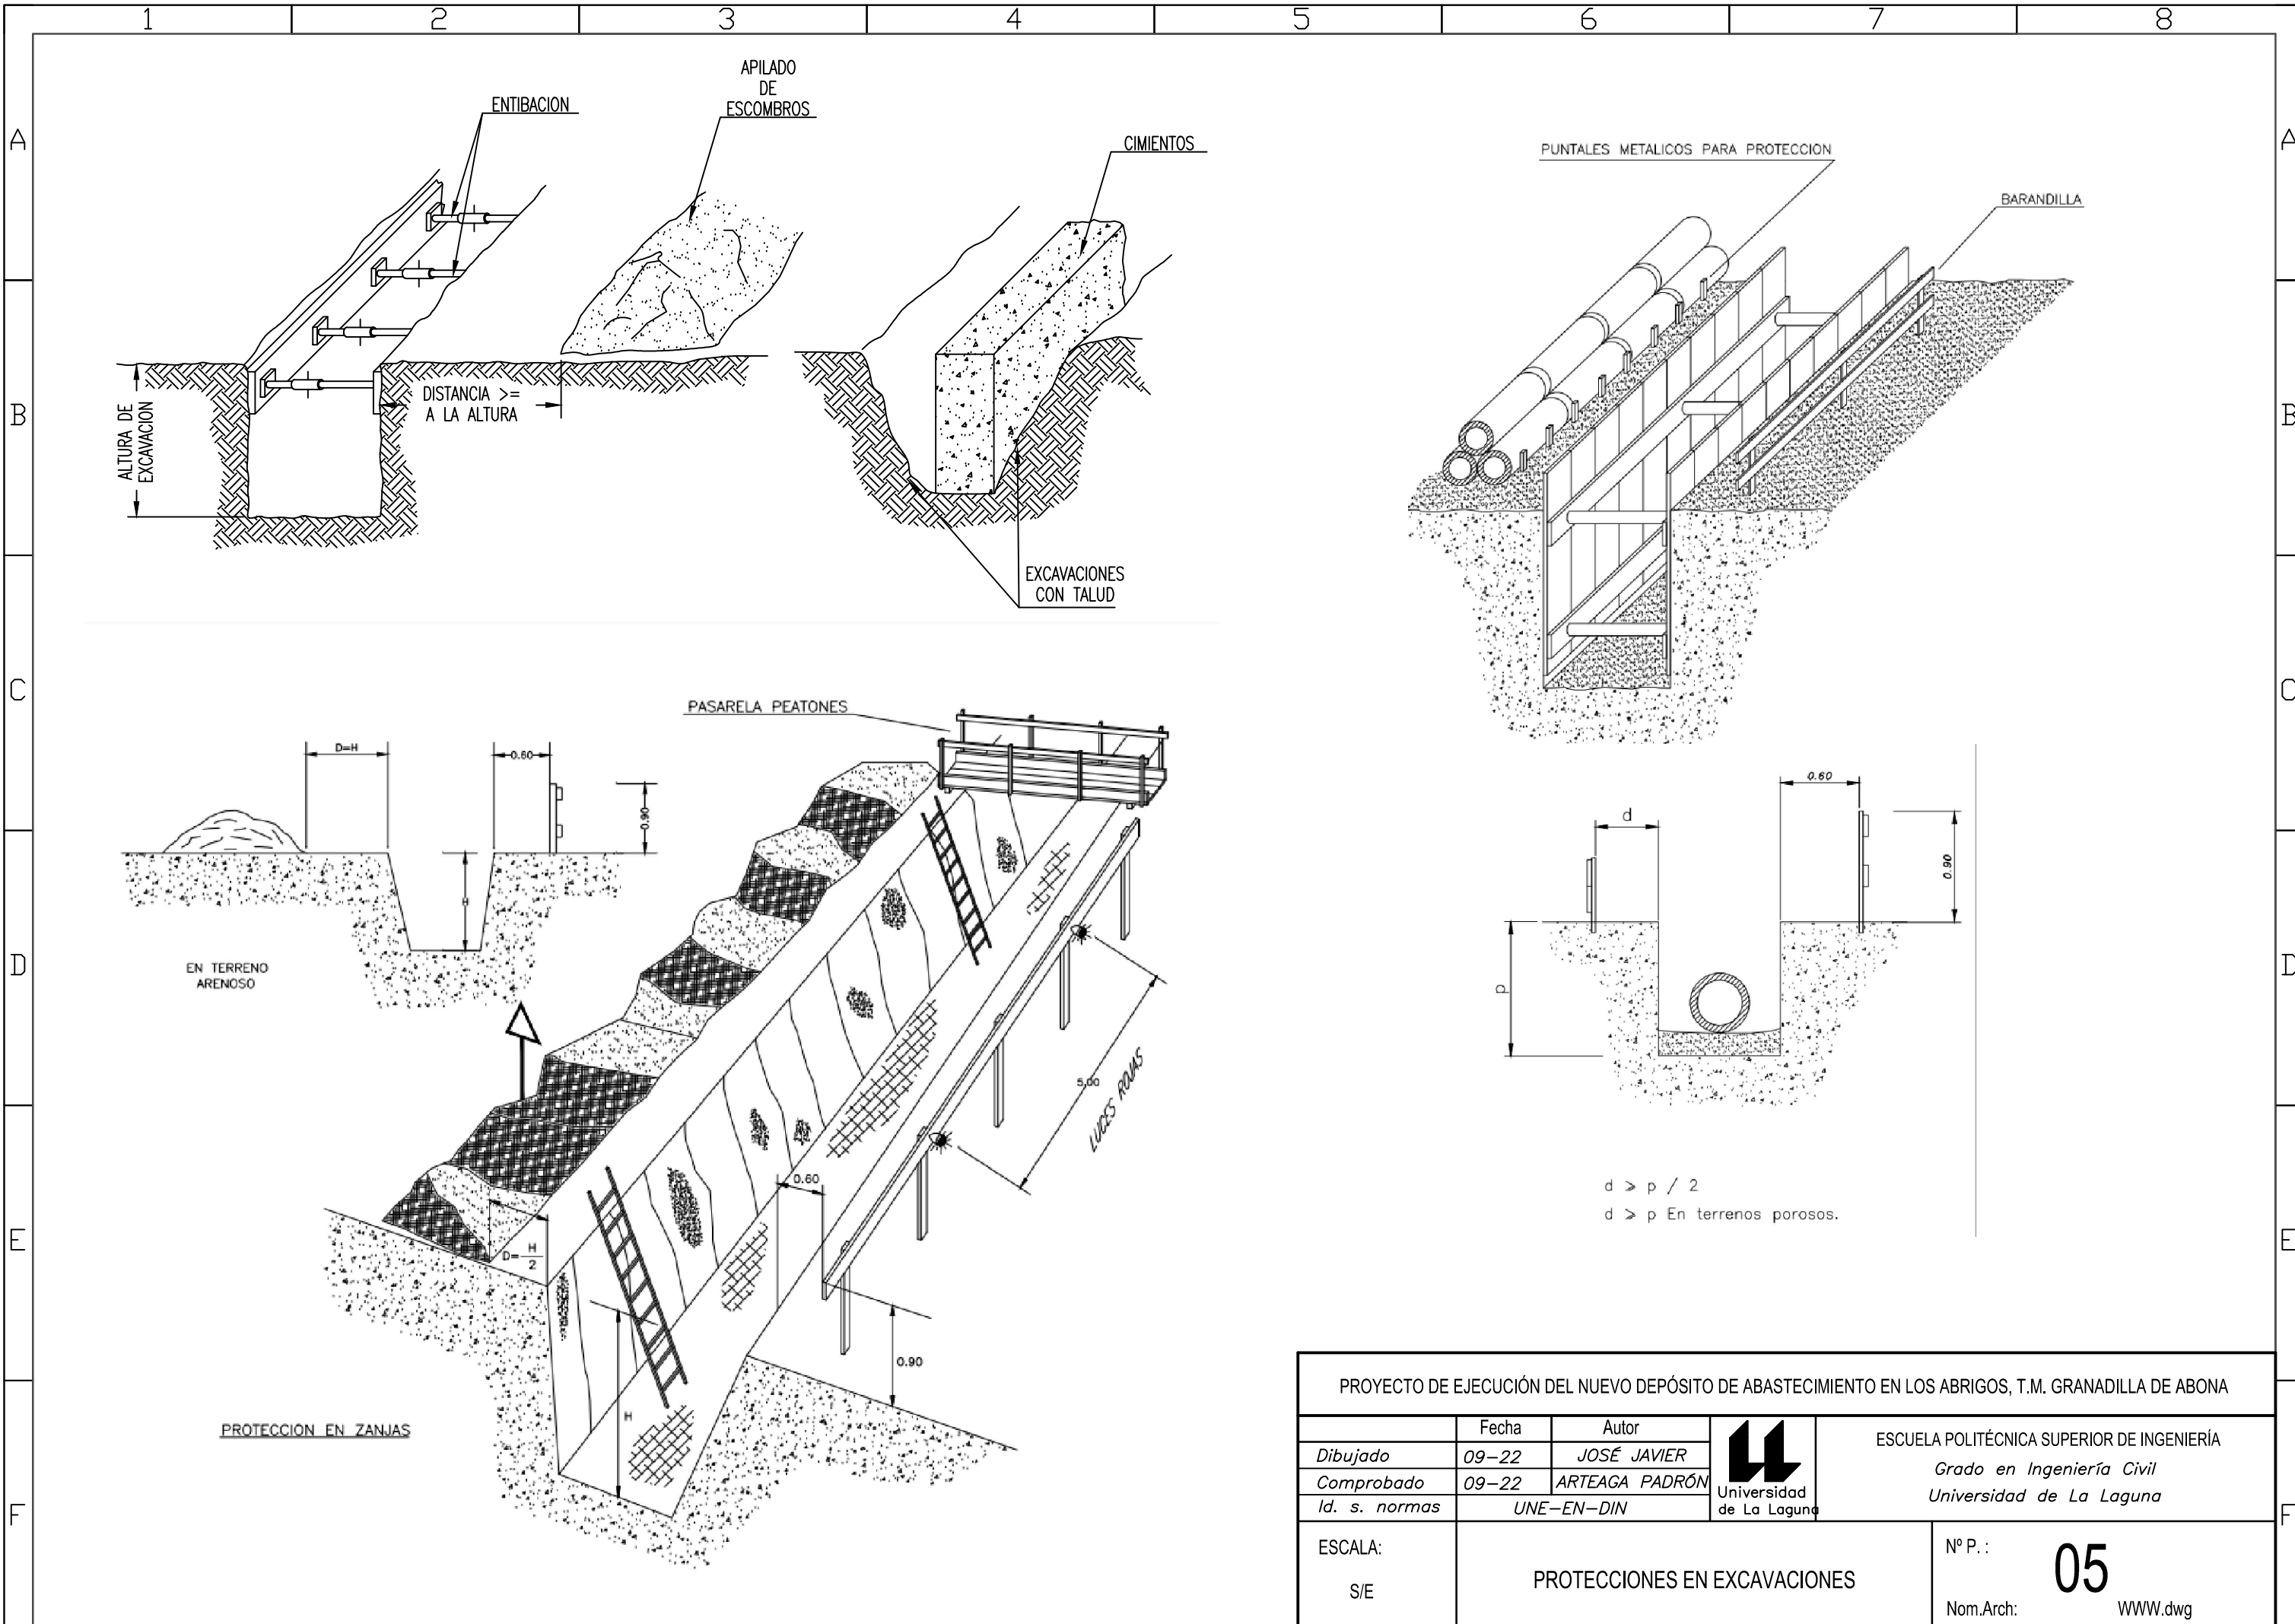 1 2 3 4 5 6 7 8
A
B
C
D
E
F
A
B
C
D
E
F
ENTIBACION
APILADO
DE
ESCOMBROS
CIMIENTOS
ALTURA DE
EXCAVACION
DISTANCIA >=
A LA ALTURA
EXCAVACIONES
CON TALUD
PUNTALES METALICOS PARA PROTECCION
BARANDILLA
PASARELA PEATONES
D=H
0.60
0.90
H
EN TERRENO
ARENOSO
5,00
LUCES ROJAS
0.60
D=H/2
H
0.90
PROTECCION EN ZANJAS
d
0.60
0.90
p
d ⩾ p / 2
d ⩾ p En terrenos porosos.
PROYECTO DE EJECUCIÓN DEL NUEVO DEPÓSITO DE ABASTECIMIENTO EN LOS ABRIGOS, T.M. GRANADILLA DE ABONA
Fecha Autor
Dibujado 09-22 JOSÉ JAVIER
Comprobado 09-22 ARTEAGA PADRÓN
Id. s. normas UNE-EN-DIN
Universidad
de La Laguna
ESCUELA POLITÉCNICA SUPERIOR DE INGENIERÍA
Grado en Ingeniería Civil
Universidad de La Laguna
ESCALA:
S/E
PROTECCIONES EN EXCAVACIONES
Nº P. : 05
Nom.Arch: WWW.dwg